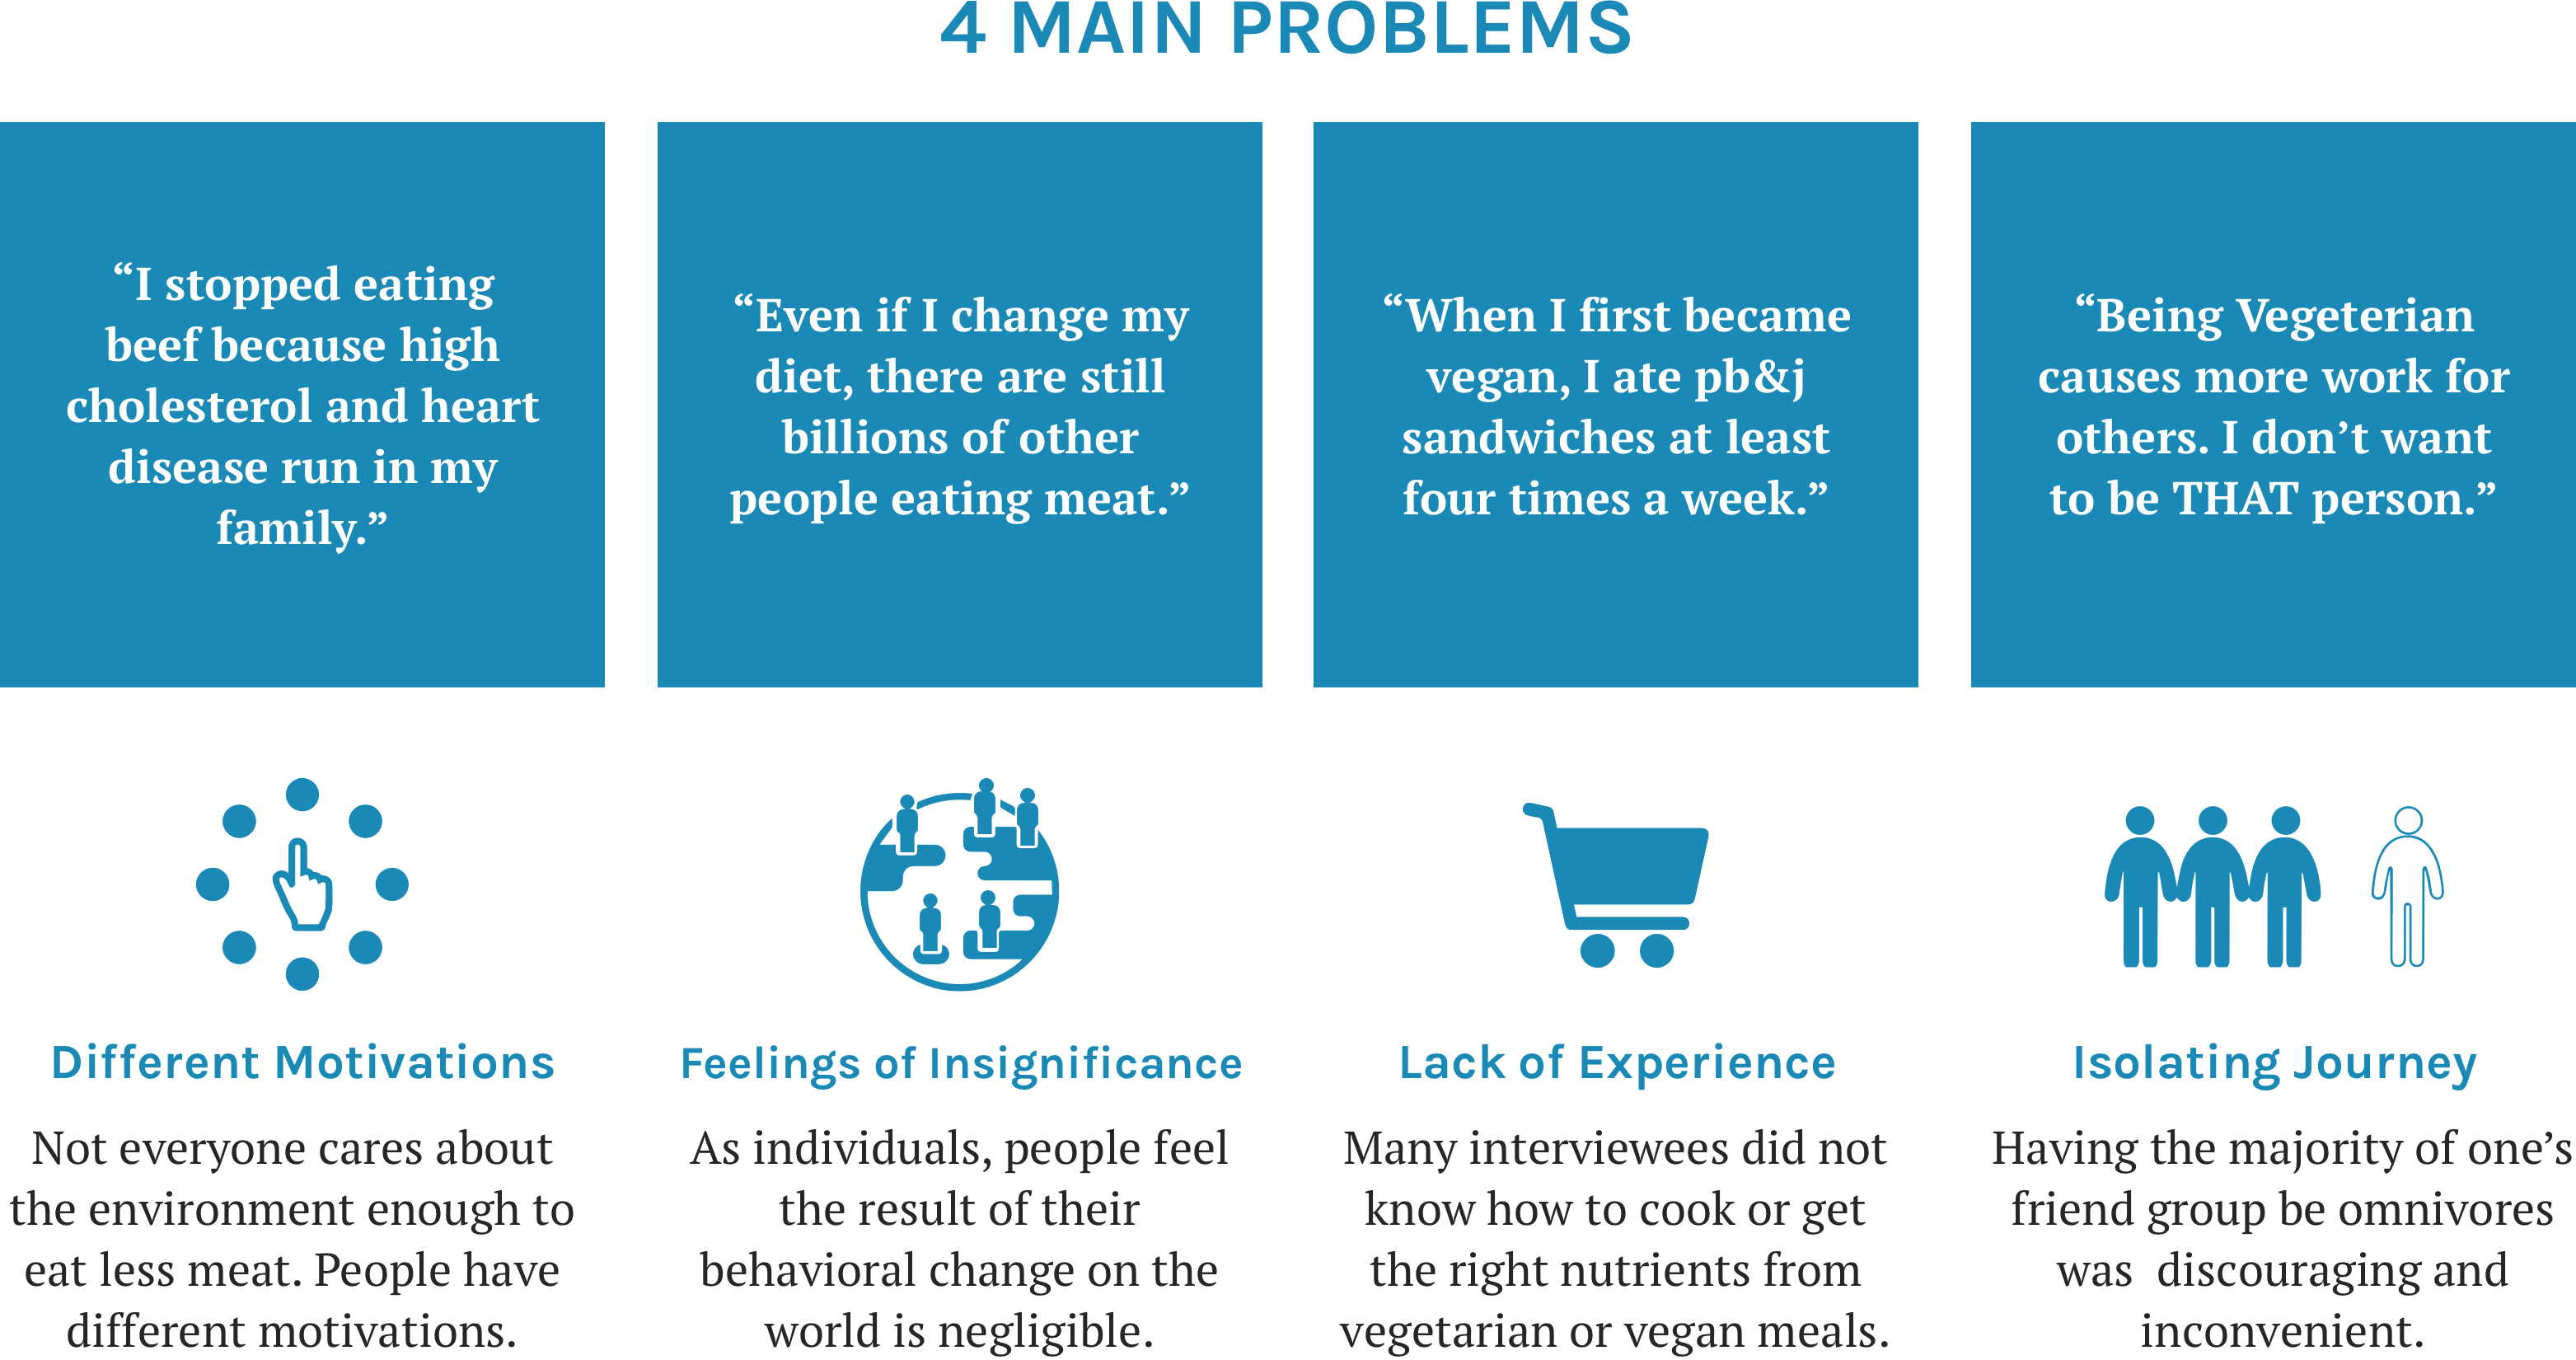 4 MAIN PROBLEMS
“I stopped eating
beef because high
cholesterol and heart
disease run in my
family.”
“Even if I change my
diet, there are still
billions of other
people eating meat.”
“When I first became
vegan, I ate pb&j
sandwiches at least
four times a week.”
“Being Vegeterian
causes more work for
others. I don’t want
to be THAT person.”
Different Motivations
Not everyone cares about
the environment enough to
eat less meat. People have
different motivations.
Feelings of Insignificance
As individuals, people feel
the result of their
behavioral change on the
world is negligible.
Lack of Experience
Many interviewees did not
know how to cook or get
the right nutrients from
vegetarian or vegan meals.
Isolating Journey
Having the majority of one’s
friend group be omnivores
was  discouraging and
inconvenient.